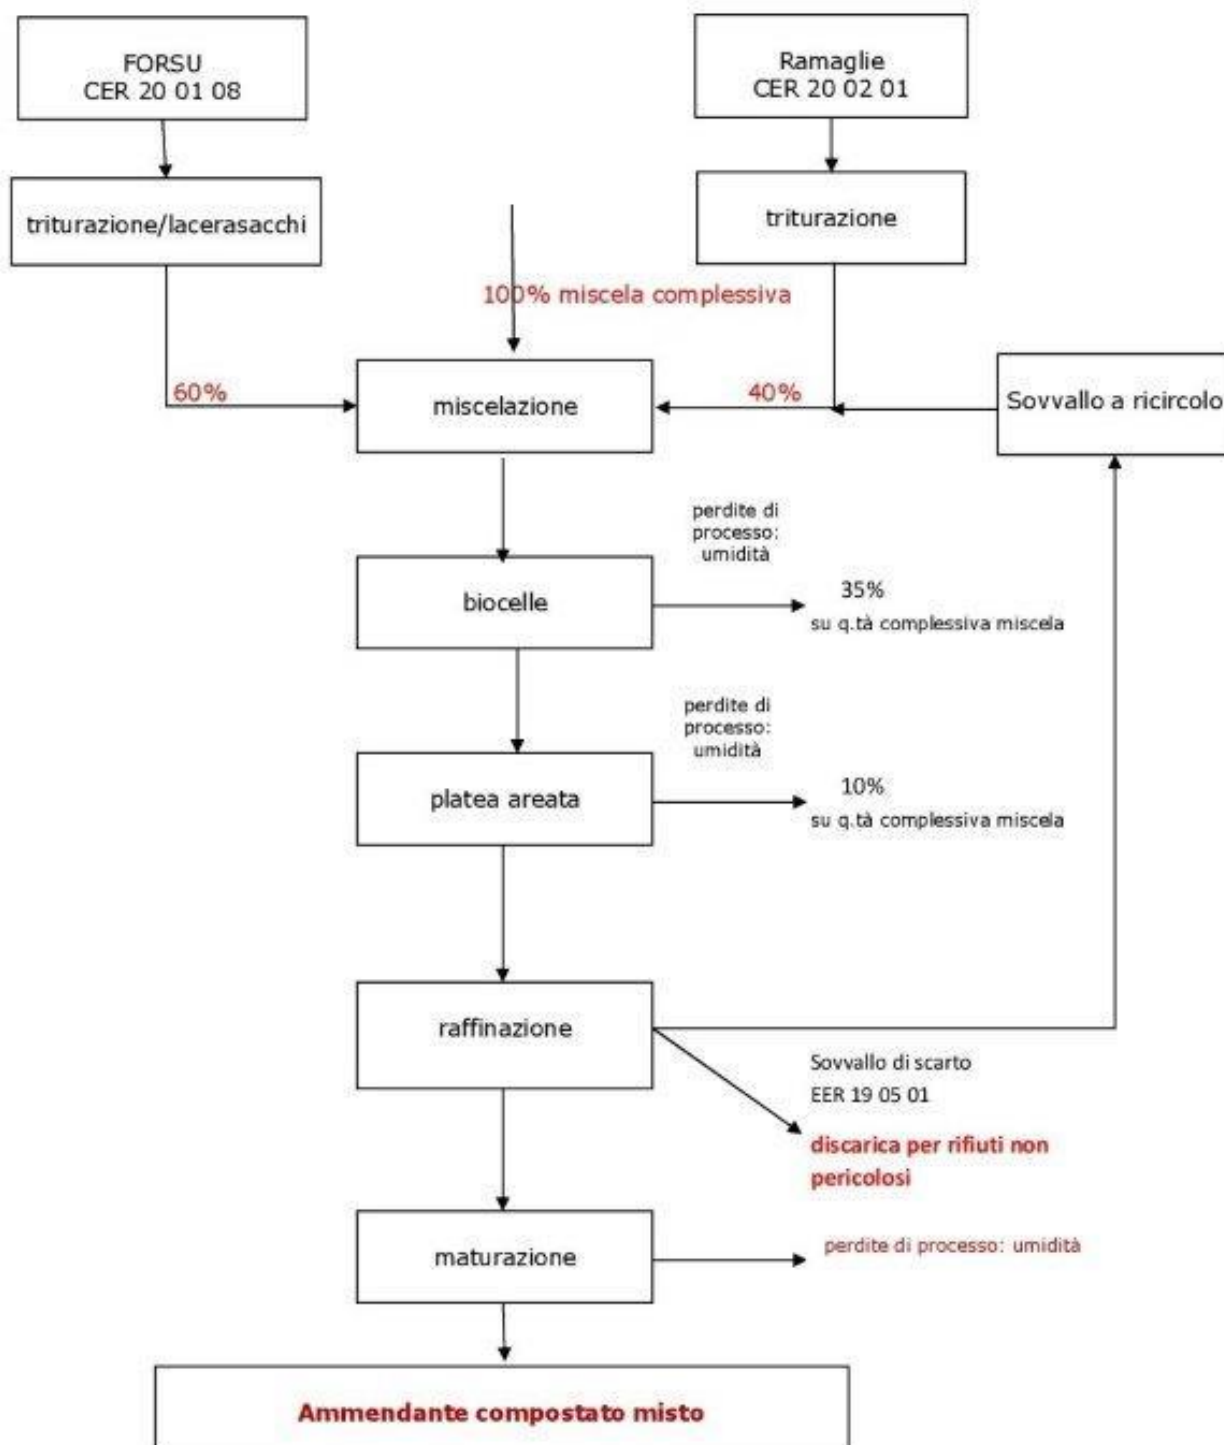 FORSU
CER 20 01 08
Ramaglie
CER 20 02 01
triturazione/lacerasacchi
triturazione
100% miscela complessiva
60%
miscelazione
40%
Sovvallo a ricircolo
perdite di
processo:
umidità
biocelle
35%
su q.tà complessiva miscela
perdite di
processo:
umidità
platea areata
10%
su q.tà complessiva miscela
raffinazione
Sovvallo di scarto
EER 19 05 01
discarica per rifiuti non
pericolosi
maturazione
perdite di processo: umidità
Ammendante compostato misto